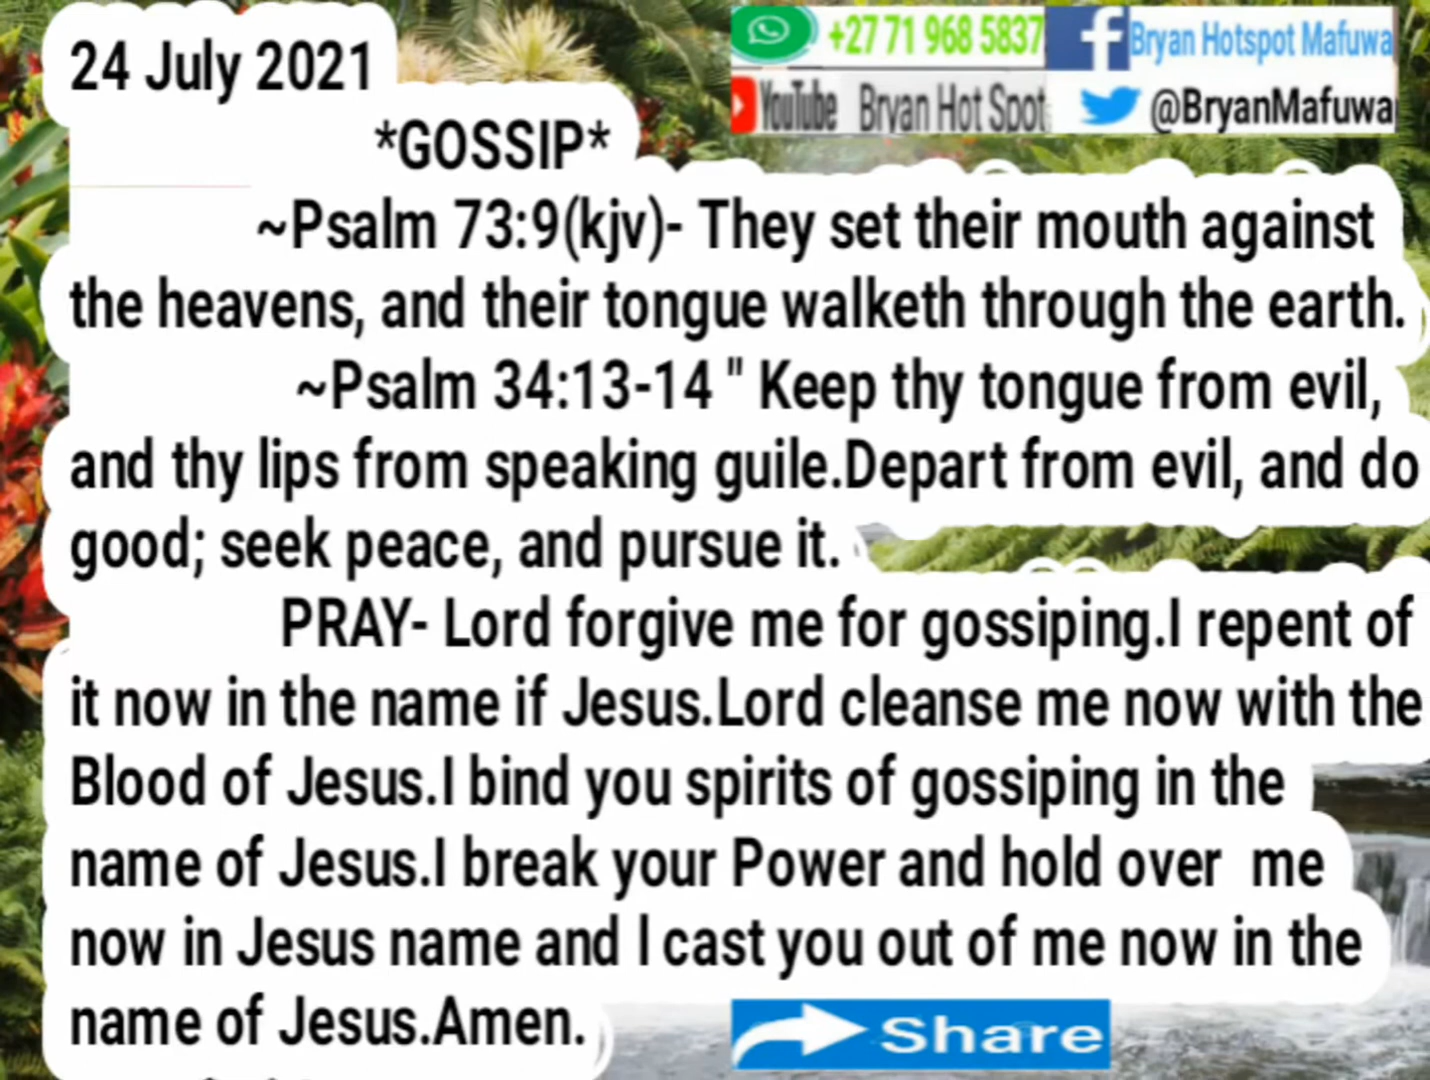 24 July 2021
+27 71 968 5837
Bryan Hotspot Mafuwa
YouTube Bryan Hot Spot
@BryanMafuwa
*GOSSIP*
~Psalm 73:9(kjv)- They set their mouth against
the heavens, and their tongue walketh through the earth.
~Psalm 34:13-14 " Keep thy tongue from evil,
and thy lips from speaking guile.Depart from evil, and do
good; seek peace, and pursue it.
PRAY- Lord forgive me for gossiping.I repent of
it now in the name if Jesus.Lord cleanse me now with the
Blood of Jesus.I bind you spirits of gossiping in the
name of Jesus.I break your Power and hold over me
now in Jesus name and I cast you out of me now in the
name of Jesus.Amen.
Share